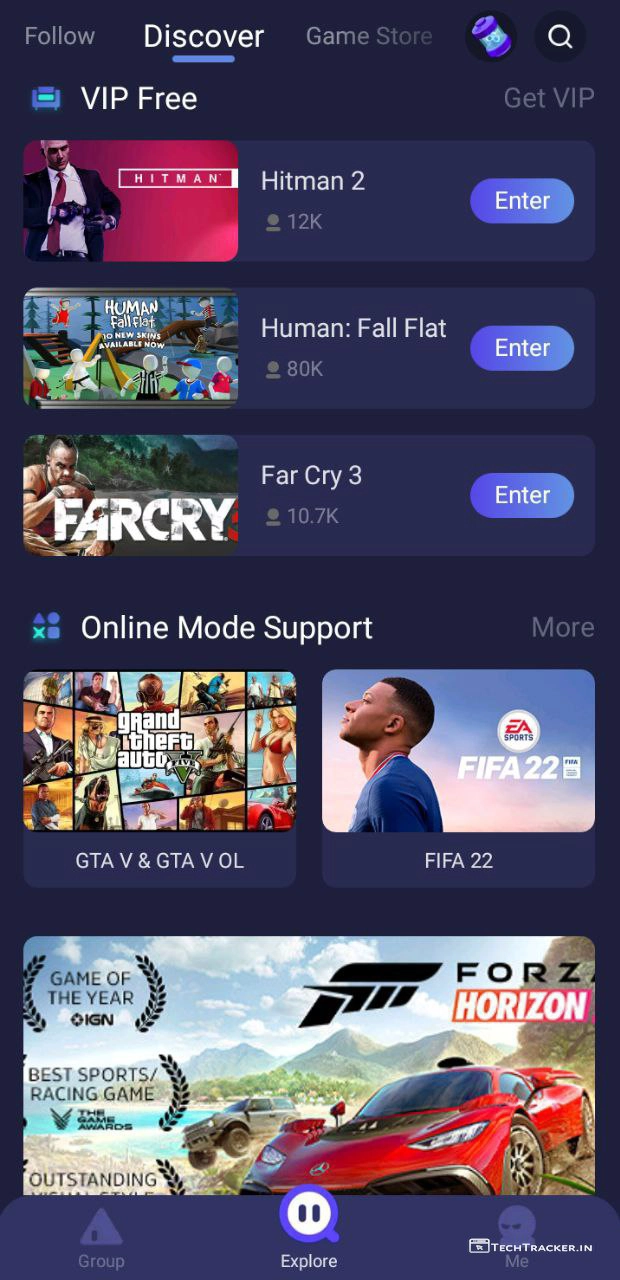 Follow
Discover
Game Store
VIP Free
Get VIP
HITMAN
Hitman 2
12K
Enter
HUMAN
fall flat
10 NEW SKINS
AVAILABLE NOW
Human: Fall Flat
80K
Enter
FARCRY 3
Far Cry 3
10.7K
Enter
Online Mode Support
More
grand
theft
auto
V
GTA V & GTA V OL
EA
SPORTS
FIFA 22
FIFA
FIFA 22
GAME OF
THE YEAR
IGN
FORZA
HORIZON
BEST SPORTS/
RACING GAME
THE
GAME
AWARDS
OUTSTANDING
VISUAL STYLE
Group
Explore
Me
TECHTRACKER.IN